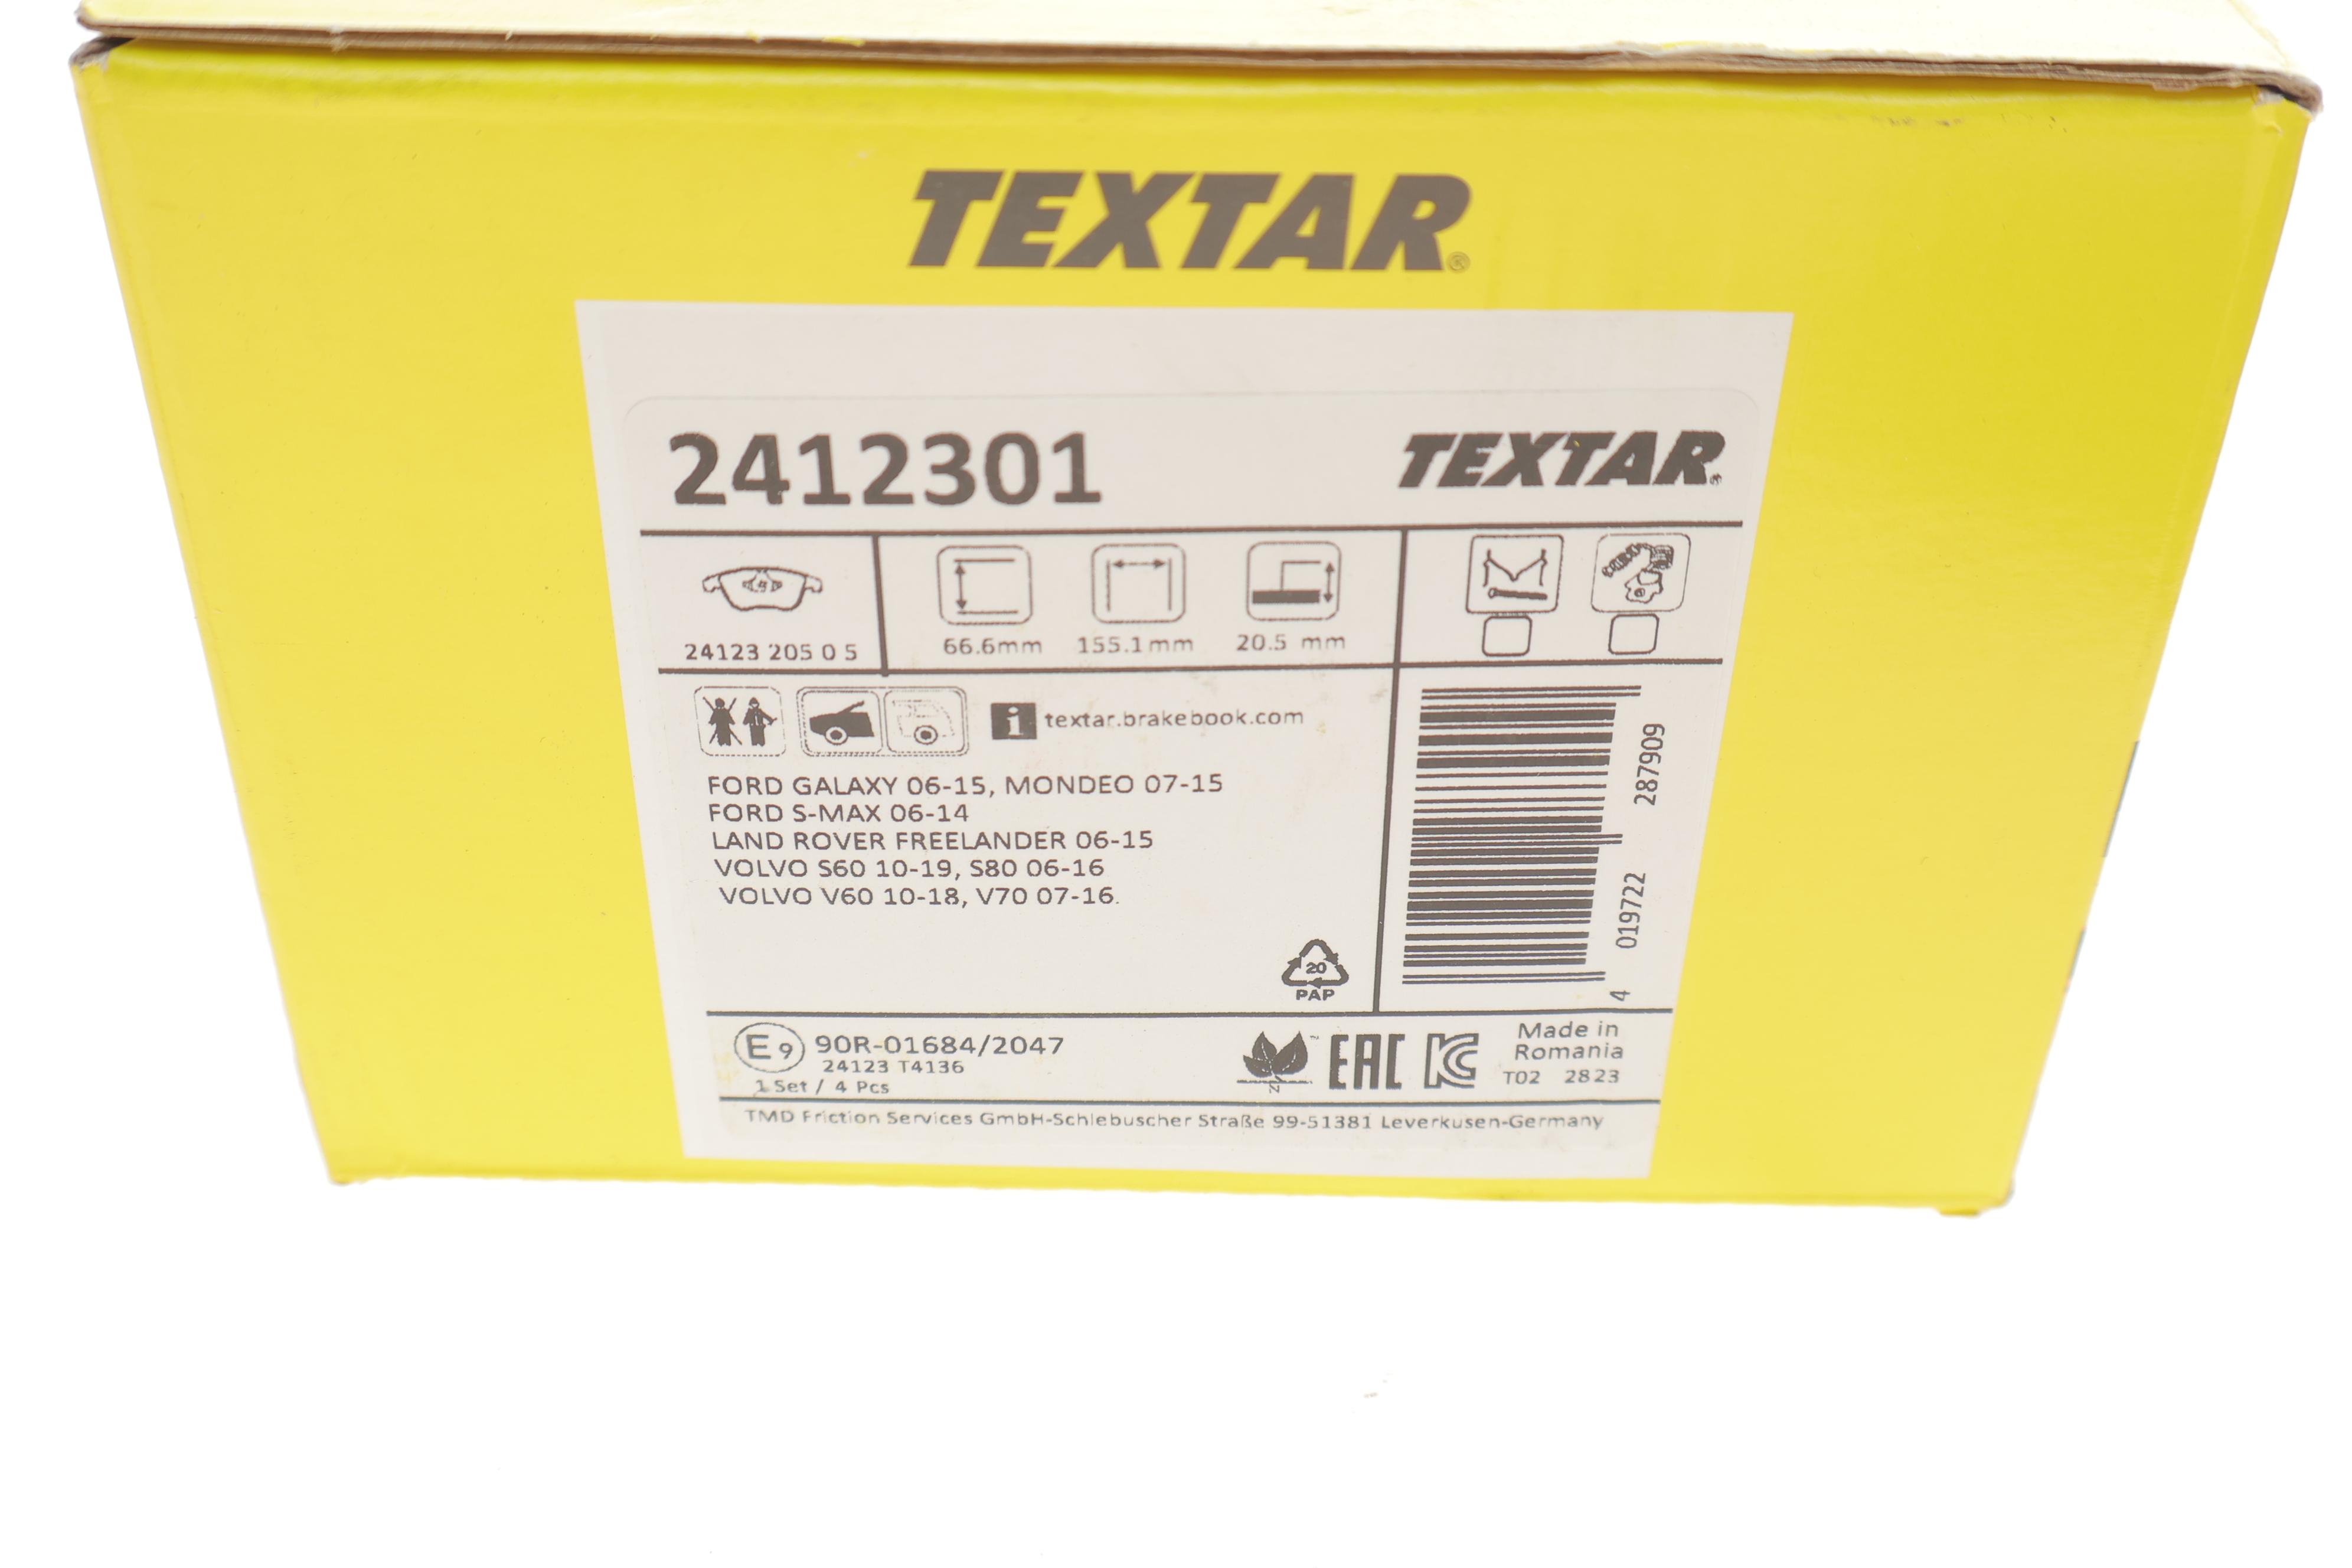 TEXTAR®
2412301
TEXTAR®
24123 205 0 5
66.6mm 155.1mm 20.5 mm
i textar.brakebook.com
FORD GALAXY 06-15, MONDEO 07-15
FORD S-MAX 06-14
LAND ROVER FREELANDER 06-15
VOLVO S60 10-19, S80 06-16
VOLVO V60 10-18, V70 07-16.
20
PAP
4 019722 287909
E9 90R-01684/2047
24123 T4136
1 Set / 4 Pcs
N
EAC KC
Made in
Romania
T02 2823
TMD Friction Services GmbH-Schlebuscher Straße 99-51381 Leverkusen-Germany